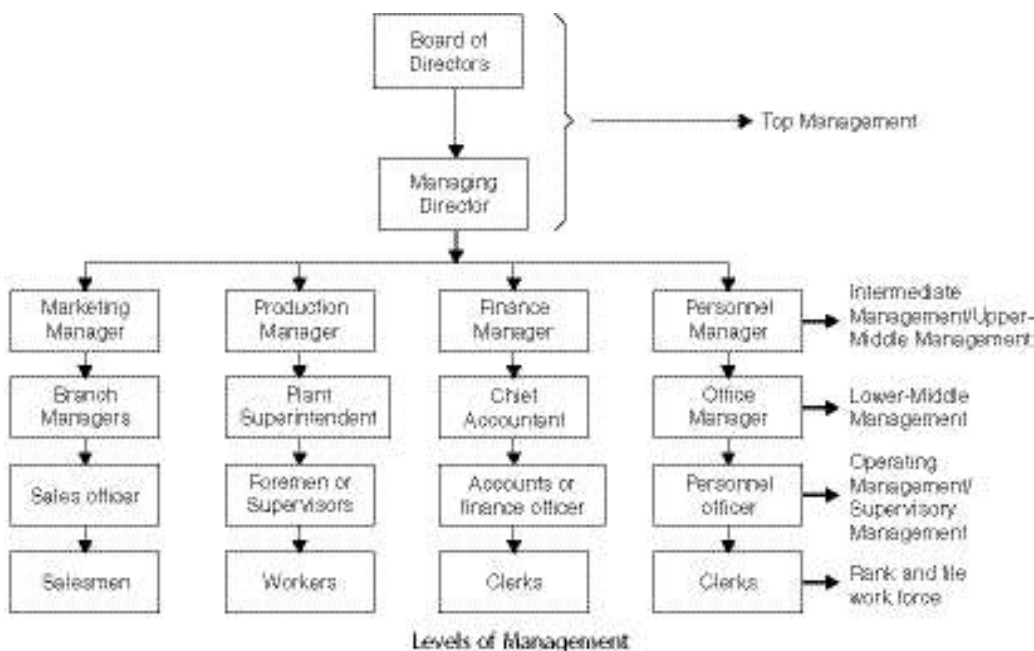 Board of
Directors
Top Management
Managing
Director
Marketing
Manager
Production
Manager
Finance
Manager
Personnel
Manager
Intermediate
Management/Upper-
Middle Management
Branch
Managers
Plant
Superintendent
Chief
Accountant
Office
Manager
Lower-Middle
Management
Sales officer
Foremen or
Supervisors
Accounts or
finance officer
Personnel
officer
Operating
Management/
Supervisory
Management
Salesmen
Workers
Clerks
Clerks
Rank and file
work force
Levels of Management